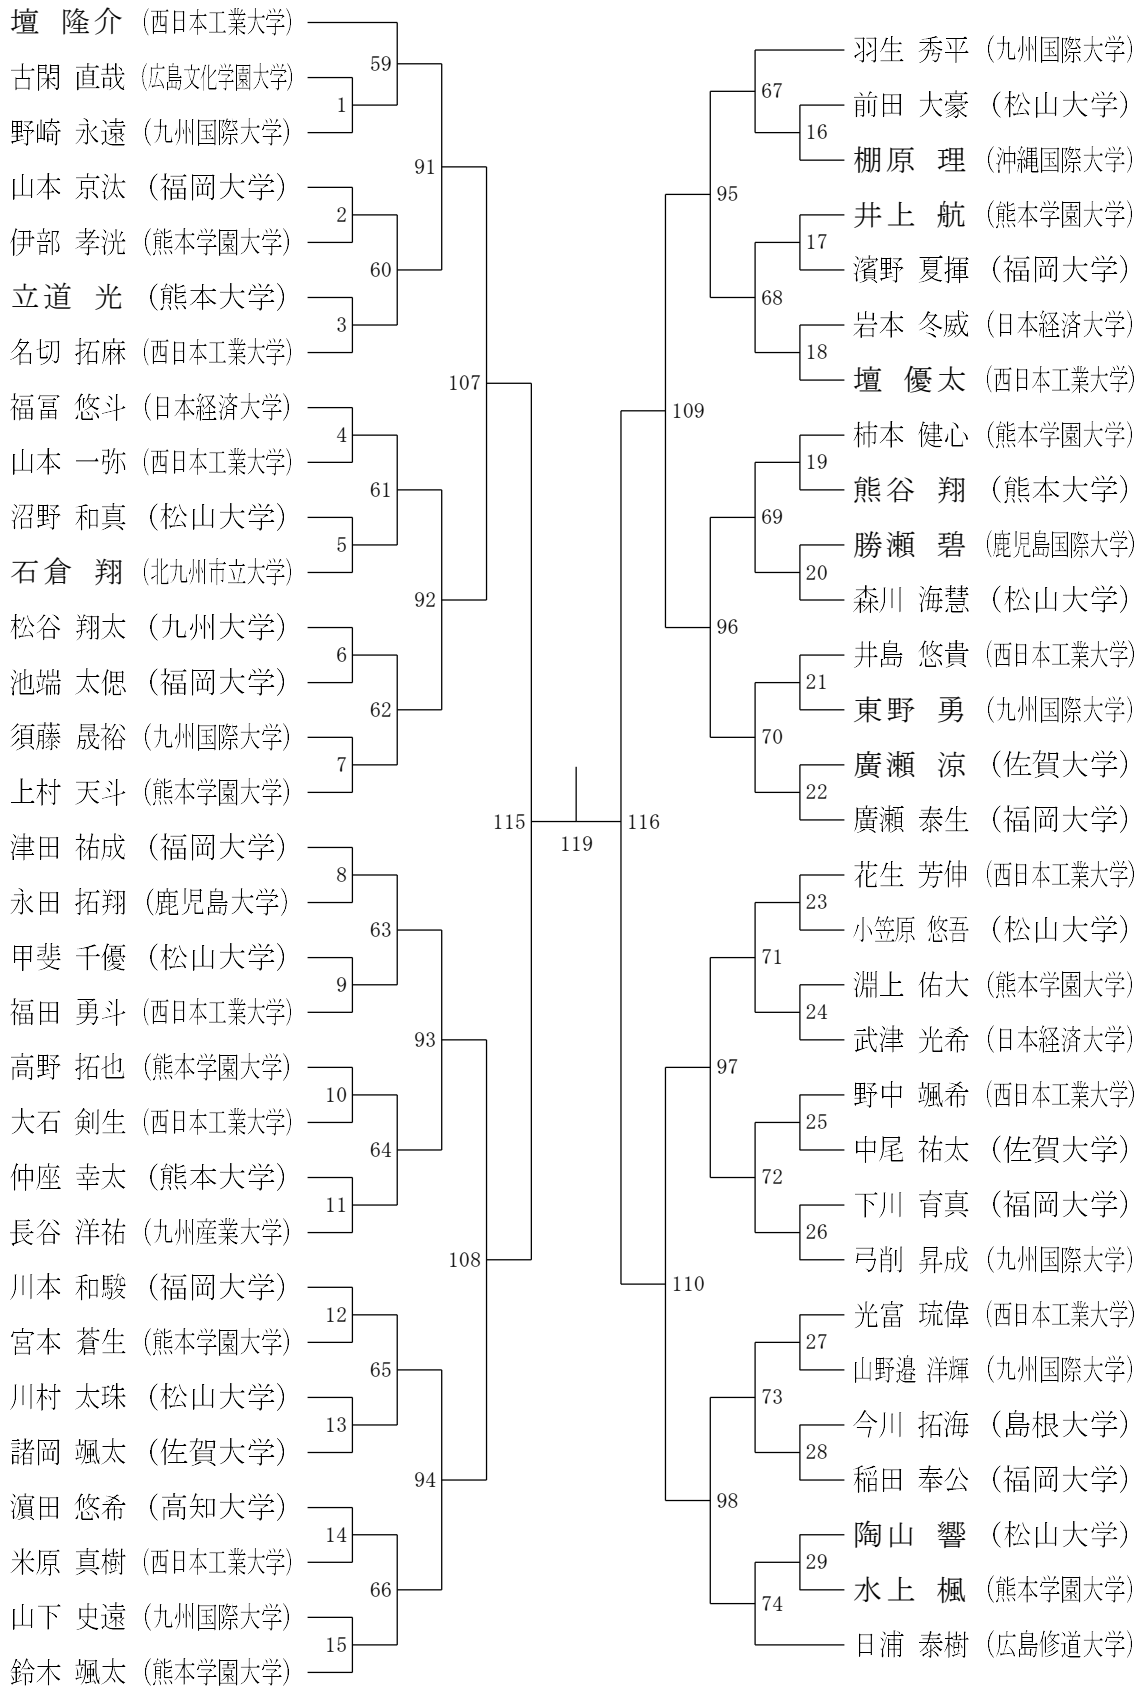 壇 隆介 (西日本工業大学)
古閑 直哉 (広島文化学園大学)
野崎 永遠 (九州国際大学)
山本 京汰 (福岡大学)
伊部 孝洸 (熊本学園大学)
立道 光 (熊本大学)
名切 拓麻 (西日本工業大学)
福冨 悠斗 (日本経済大学)
山本 一弥 (西日本工業大学)
沼野 和真 (松山大学)
石倉 翔 (北九州市立大学)
松谷 翔太 (九州大学)
池端 太偲 (福岡大学)
須藤 晟裕 (九州国際大学)
上村 天斗 (熊本学園大学)
津田 祐成 (福岡大学)
永田 拓翔 (鹿児島大学)
甲斐 千優 (松山大学)
福田 勇斗 (西日本工業大学)
高野 拓也 (熊本学園大学)
大石 剣生 (西日本工業大学)
仲座 幸太 (熊本大学)
長谷 洋祐 (九州産業大学)
川本 和駿 (福岡大学)
宮本 蒼生 (熊本学園大学)
川村 太珠 (松山大学)
諸岡 颯太 (佐賀大学)
濵田 悠希 (高知大学)
米原 真樹 (西日本工業大学)
山下 史遠 (九州国際大学)
鈴木 颯太 (熊本学園大学)
1
2
3
4
5
6
7
8
9
10
11
12
13
14
15
59
60
61
62
63
64
65
66
91
92
93
94
107
108
115
119
116
109
110
95
96
97
98
67
68
69
70
71
72
73
74
16
17
18
19
20
21
22
23
24
25
26
27
28
29
羽生 秀平 (九州国際大学)
前田 大豪 (松山大学)
棚原 理 (沖縄国際大学)
井上 航 (熊本学園大学)
濱野 夏揮 (福岡大学)
岩本 冬威 (日本経済大学)
壇 優太 (西日本工業大学)
柿本 健心 (熊本学園大学)
熊谷 翔 (熊本大学)
勝瀬 碧 (鹿児島国際大学)
森川 海慧 (松山大学)
井島 悠貴 (西日本工業大学)
東野 勇 (九州国際大学)
廣瀬 涼 (佐賀大学)
廣瀬 泰生 (福岡大学)
花生 芳伸 (西日本工業大学)
小笠原 悠吾 (松山大学)
淵上 佑大 (熊本学園大学)
武津 光希 (日本経済大学)
野中 颯希 (西日本工業大学)
中尾 祐太 (佐賀大学)
下川 育真 (福岡大学)
弓削 昇成 (九州国際大学)
光富 琉偉 (西日本工業大学)
山野邉 洋輝 (九州国際大学)
今川 拓海 (島根大学)
稲田 奉公 (福岡大学)
陶山 響 (松山大学)
水上 楓 (熊本学園大学)
日浦 泰樹 (広島修道大学)